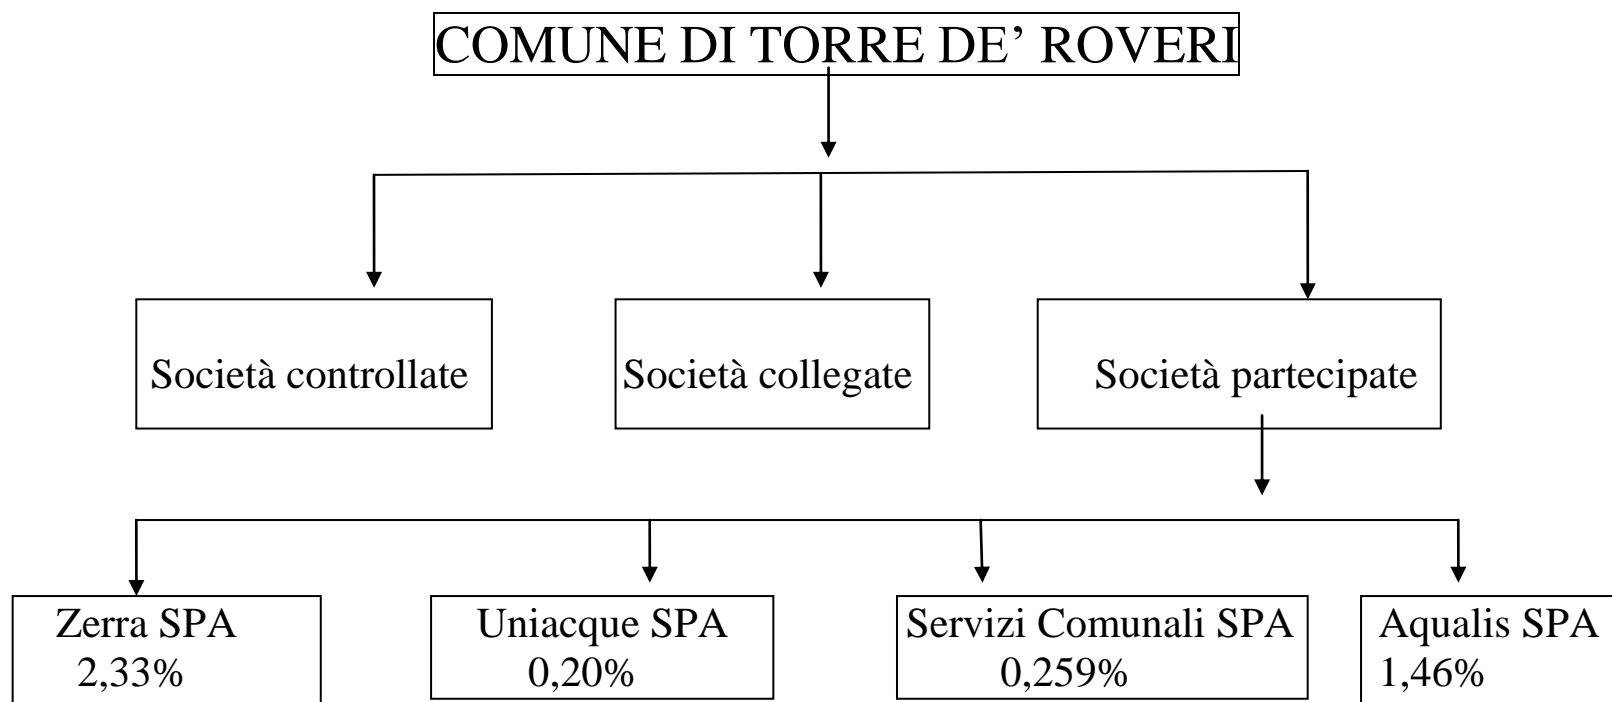 COMUNE DI TORRE DE’ ROVERI
Società controllate
Società collegate
Società partecipate
Zerra SPA
2,33%
Uniacque SPA
0,20%
Servizi Comunali SPA
0,259%
Aqualis SPA
1,46%